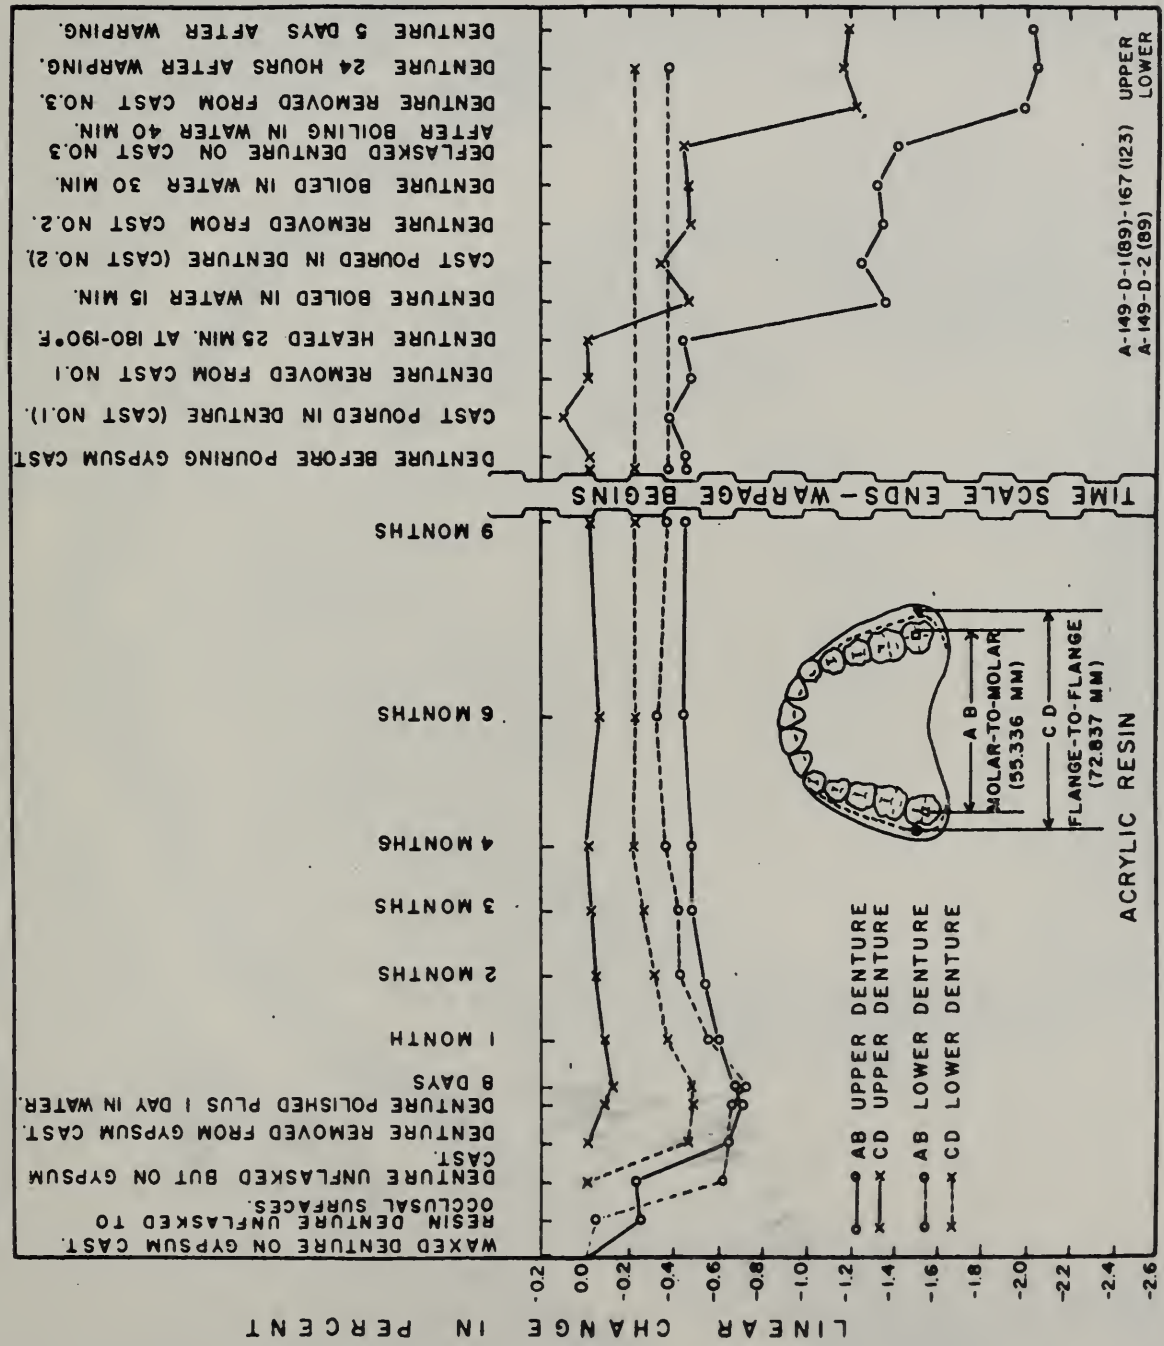 LINEAR CHANGE IN PERCENT
-0.2
0.0
-0.2
-0.4
-0.6
-0.8
-1.0
-1.2
-1.4
-1.6
-1.8
-2.0
-2.2
-2.4
-2.6
WAXED DENTURE ON GYPSUM CAST.
RESIN DENTURE UNFLASKED TO
OCCLUSAL SURFACES.
DENTURE UNFLASKED BUT ON GYPSUM
CAST.
DENTURE REMOVED FROM GYPSUM CAST.
DENTURE POLISHED PLUS 1 DAY IN WATER.
8 DAYS
1 MONTH
2 MONTHS
3 MONTHS
4 MONTHS
6 MONTHS
9 MONTHS
TIME SCALE ENDS-WARPAGE BEGINS
DENTURE BEFORE POURING GYPSUM CAST.
CAST POURED IN DENTURE (CAST NO.1).
DENTURE REMOVED FROM CAST NO.1
DENTURE HEATED 25 MIN. AT 180-190°F.
DENTURE BOILED IN WATER 15 MIN.
CAST POURED IN DENTURE (CAST NO.2).
DENTURE REMOVED FROM CAST NO.2.
DENTURE BOILED IN WATER 30 MIN.
DEFLASKED DENTURE ON CAST NO.3
AFTER BOILING IN WATER 40 MIN.
DENTURE REMOVED FROM CAST NO.3.
DENTURE 24 HOURS AFTER WARPING.
DENTURE 5 DAYS AFTER WARPING.
AB UPPER DENTURE
CD UPPER DENTURE
AB LOWER DENTURE
CD LOWER DENTURE
A B
MOLAR-TO-MOLAR
(55.336 MM)
C D
FLANGE-TO-FLANGE
(72.837 MM)
ACRYLIC RESIN
A-149-D-1(89)-167(123) UPPER
A-149-D-2(89) LOWER